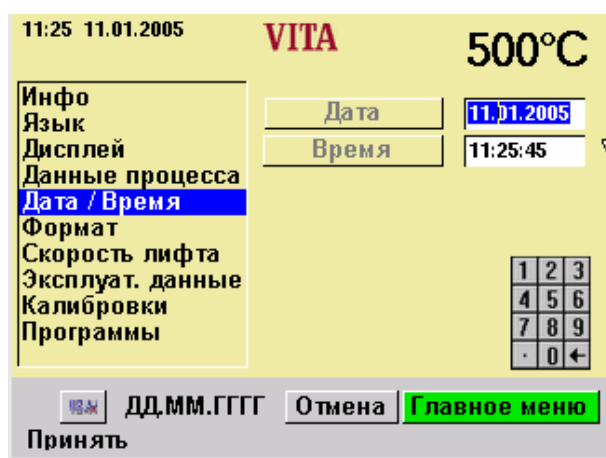 11:25 11.01.2005
VITA
500°C
Инфо
Язык
Дисплей
Данные процесса
Дата / Время
Формат
Скорость лифта
Эксплуат. данные
Калибровки
Программы
Дата 11.01.2005
Время 11:25:45
1 2 3
4 5 6
7 8 9
. 0 ←
ДД.ММ.ГГГГ Отмена Главное меню
Принять